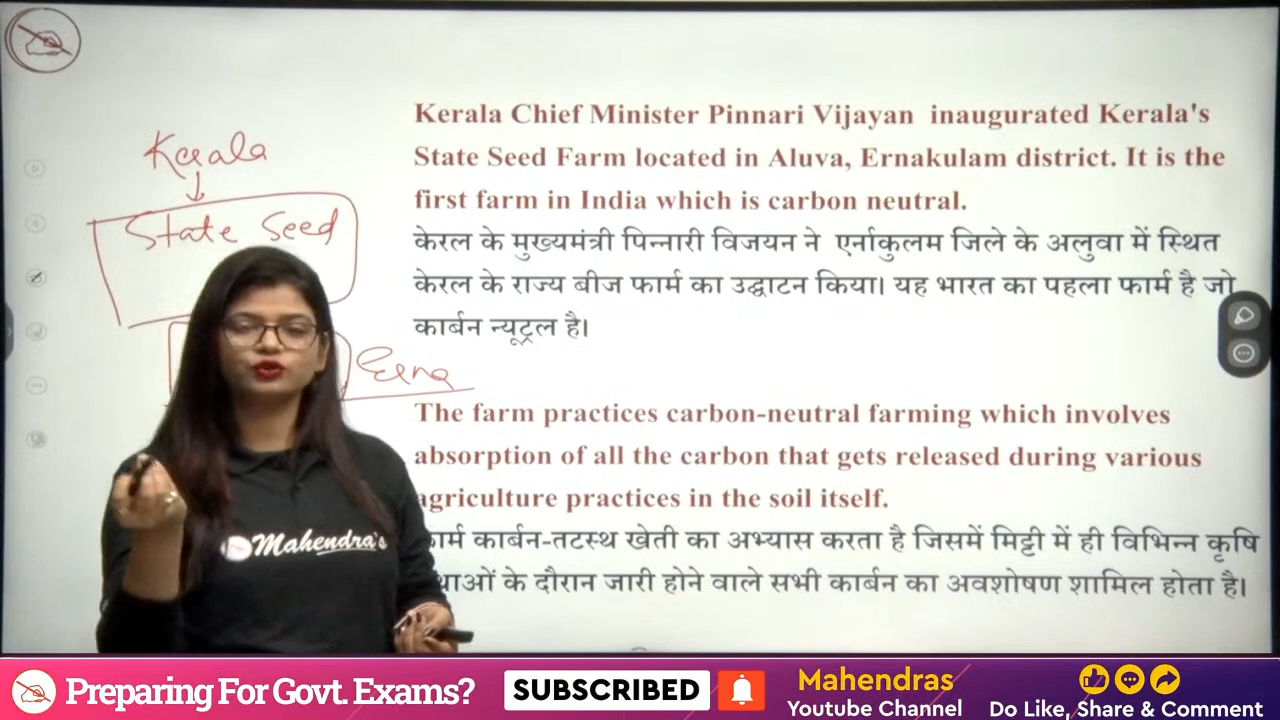 Kerala Chief Minister Pinnari Vijayan inaugurated Kerala's
State Seed Farm located in Aluva, Ernakulam district. It is the
first farm in India which is carbon neutral.
केरल के मुख्यमंत्री पिन्नारी विजयन ने एर्नाकुलम जिले के अलुवा में स्थित
केरल के राज्य बीज फार्म का उद्घाटन किया। यह भारत का पहला फार्म है जो
कार्बन न्यूट्रल है।
Kerala
State Seed
Erna
The farm practices carbon-neutral farming which involves
absorption of all the carbon that gets released during various
agriculture practices in the soil itself.
फार्म कार्बन-तटस्थ खेती का अभ्यास करता है जिसमें मिट्टी में ही विभिन्न कृषि
के दौरान जारी होने वाले सभी कार्बन का अवशोषण शामिल होता है।
Mahendra's
Preparing For Govt. Exams?
SUBSCRIBED
Mahendras
YouTube Channel
Do Like, Share & Comment